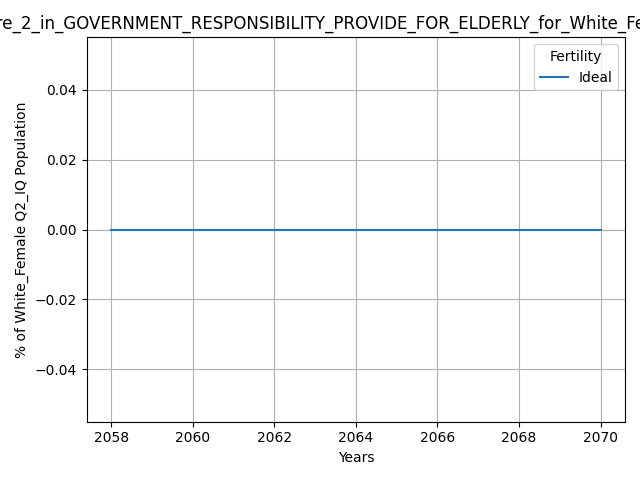 re_2_in_GOVERNMENT_RESPONSIBILITY_PROVIDE_FOR_ELDERLY_for_White_Fe
Fertility
Ideal
% of White_Female Q2_IQ Population
0.04
0.02
0.00
−0.02
−0.04
2058 2060 2062 2064 2066 2068 2070
Years